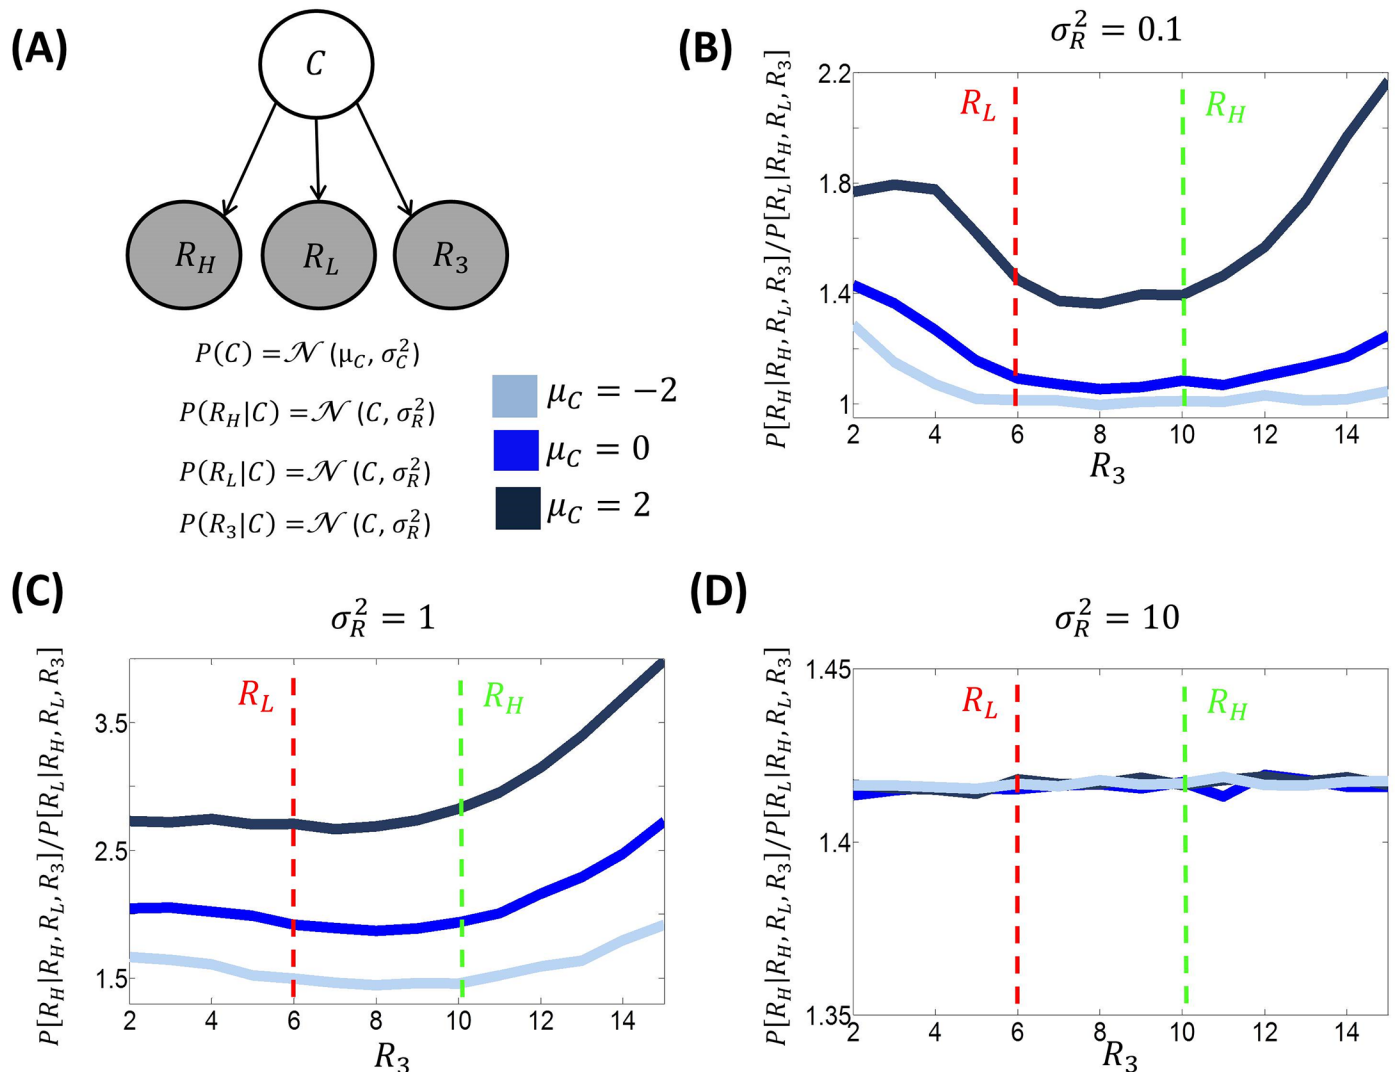 (A)
C
R_H R_L R_3
P(C) = 𝒩 (μ_C, σ_C^2)
P(R_H|C) = 𝒩 (C, σ_R^2)
P(R_L|C) = 𝒩 (C, σ_R^2)
P(R_3|C) = 𝒩 (C, σ_R^2)
μ_C = −2
μ_C = 0
μ_C = 2
(B)
σ_R^2 = 0.1
P[R_H|R_H, R_L, R_3]/P[R_L|R_H, R_L, R_3]
2.2
1.8
1.4
1
R_L
R_H
2 4 6 8 10 12 14
R_3
(C)
σ_R^2 = 1
P[R_H|R_H, R_L, R_3]/P[R_L|R_H, R_L, R_3]
3.5
2.5
1.5
R_L
R_H
2 4 6 8 10 12 14
R_3
(D)
σ_R^2 = 10
P[R_H|R_H, R_L, R_3]/P[R_L|R_H, R_L, R_3]
1.45
1.4
1.35
R_L
R_H
2 4 6 8 10 12 14
R_3